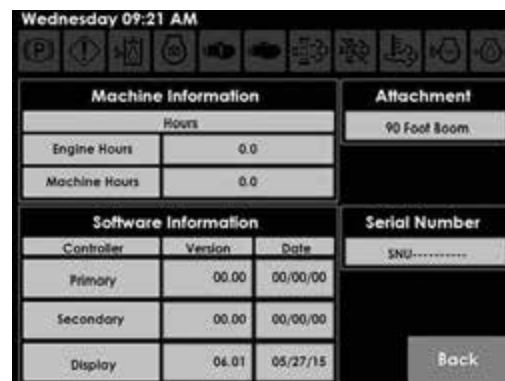 Wednesday 09:21 AM
Machine Information
Hours
Engine Hours 0.0
Machine Hours 0.0
Attachment
90 Foot Boom
Software Information
Controller Version Date
Primary 00.00 00/00/00
Secondary 00.00 00/00/00
Display 06.01 05/27/15
Serial Number
SNU----------
Back